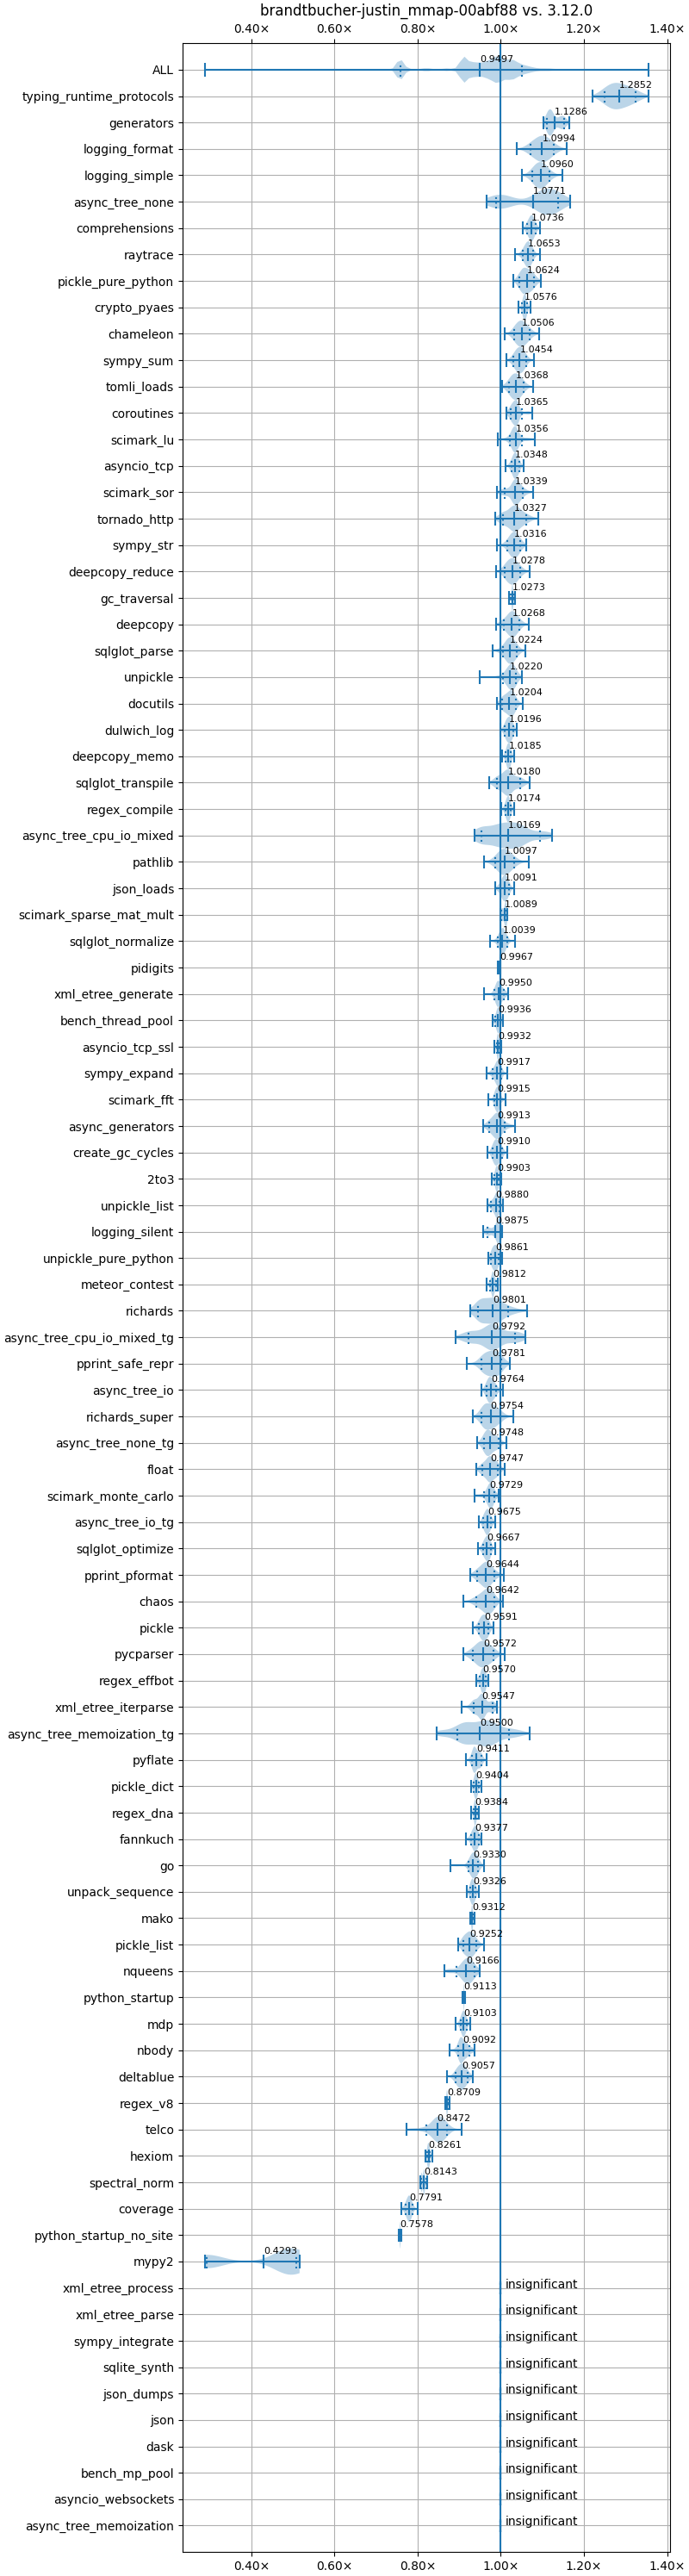 brandtbucher-justin_mmap-00abf88 vs. 3.12.0
0.40× 0.60× 0.80× 1.00× 1.20× 1.40×
ALL 0.9497
typing_runtime_protocols 1.2852
generators 1.1286
logging_format 1.0994
logging_simple 1.0960
async_tree_none 1.0771
comprehensions 1.0736
raytrace 1.0653
pickle_pure_python 1.0624
crypto_pyaes 1.0576
chameleon 1.0506
sympy_sum 1.0454
tomli_loads 1.0368
coroutines 1.0365
scimark_lu 1.0356
asyncio_tcp 1.0348
scimark_sor 1.0339
tornado_http 1.0327
sympy_str 1.0316
deepcopy_reduce 1.0278
gc_traversal 1.0273
deepcopy 1.0268
sqlglot_parse 1.0224
unpickle 1.0220
docutils 1.0204
dulwich_log 1.0196
deepcopy_memo 1.0185
sqlglot_transpile 1.0180
regex_compile 1.0174
async_tree_cpu_io_mixed 1.0169
pathlib 1.0097
json_loads 1.0091
scimark_sparse_mat_mult 1.0089
sqlglot_normalize 1.0039
pidigits 0.9967
xml_etree_generate 0.9950
bench_thread_pool 0.9936
asyncio_tcp_ssl 0.9932
sympy_expand 0.9917
scimark_fft 0.9915
async_generators 0.9913
create_gc_cycles 0.9910
2to3 0.9903
unpickle_list 0.9880
logging_silent 0.9875
unpickle_pure_python 0.9861
meteor_contest 0.9812
richards 0.9801
async_tree_cpu_io_mixed_tg 0.9792
pprint_safe_repr 0.9781
async_tree_io 0.9764
richards_super 0.9754
async_tree_none_tg 0.9748
float 0.9747
scimark_monte_carlo 0.9729
async_tree_io_tg 0.9675
sqlglot_optimize 0.9667
pprint_pformat 0.9644
chaos 0.9642
pickle 0.9591
pycparser 0.9572
regex_effbot 0.9570
xml_etree_iterparse 0.9547
async_tree_memoization_tg 0.9500
pyflate 0.9411
pickle_dict 0.9404
regex_dna 0.9384
fannkuch 0.9377
go 0.9330
unpack_sequence 0.9326
mako 0.9312
pickle_list 0.9252
nqueens 0.9166
python_startup 0.9113
mdp 0.9103
nbody 0.9092
deltablue 0.9057
regex_v8 0.8709
telco 0.8472
hexiom 0.8261
spectral_norm 0.8143
coverage 0.7791
python_startup_no_site 0.7578
mypy2 0.4293
xml_etree_process insignificant
xml_etree_parse insignificant
sympy_integrate insignificant
sqlite_synth insignificant
json_dumps insignificant
json insignificant
dask insignificant
bench_mp_pool insignificant
asyncio_websockets insignificant
async_tree_memoization insignificant
0.40× 0.60× 0.80× 1.00× 1.20× 1.40×